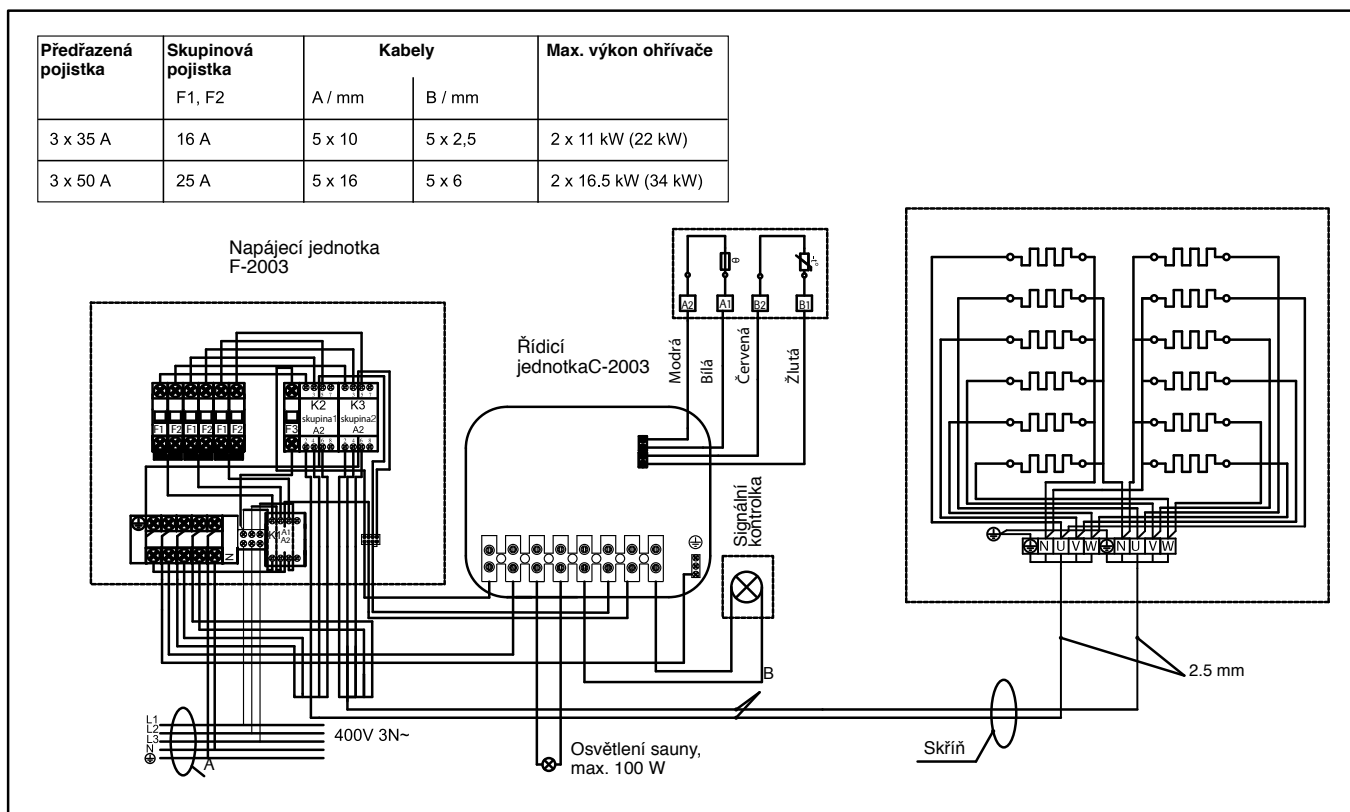 Předřazená pojistka
Skupinová pojistka
Kabely
Max. výkon ohřívače
F1, F2
A / mm
B / mm
3 x 35 A
16 A
5 x 10
5 x 2,5
2 x 11 kW (22 kW)
3 x 50 A
25 A
5 x 16
5 x 6
2 x 16.5 kW (34 kW)
Napájecí jednotka
F-2003
A2
A1
B2
B1
Modrá
Bílá
Červená
Žlutá
Řídicí
jednotkaC-2003
F1
F2
F1
F2
F1
F2
F3
K2
skupina1
A2
K3
skupina2
A2
N
K1
A1
A2
Signální
kontrolka
N
U
V
W
N
U
V
W
B
2.5 mm
L1
L2
L3
N
A
400V 3N~
Osvětlení sauny,
max. 100 W
Skříň